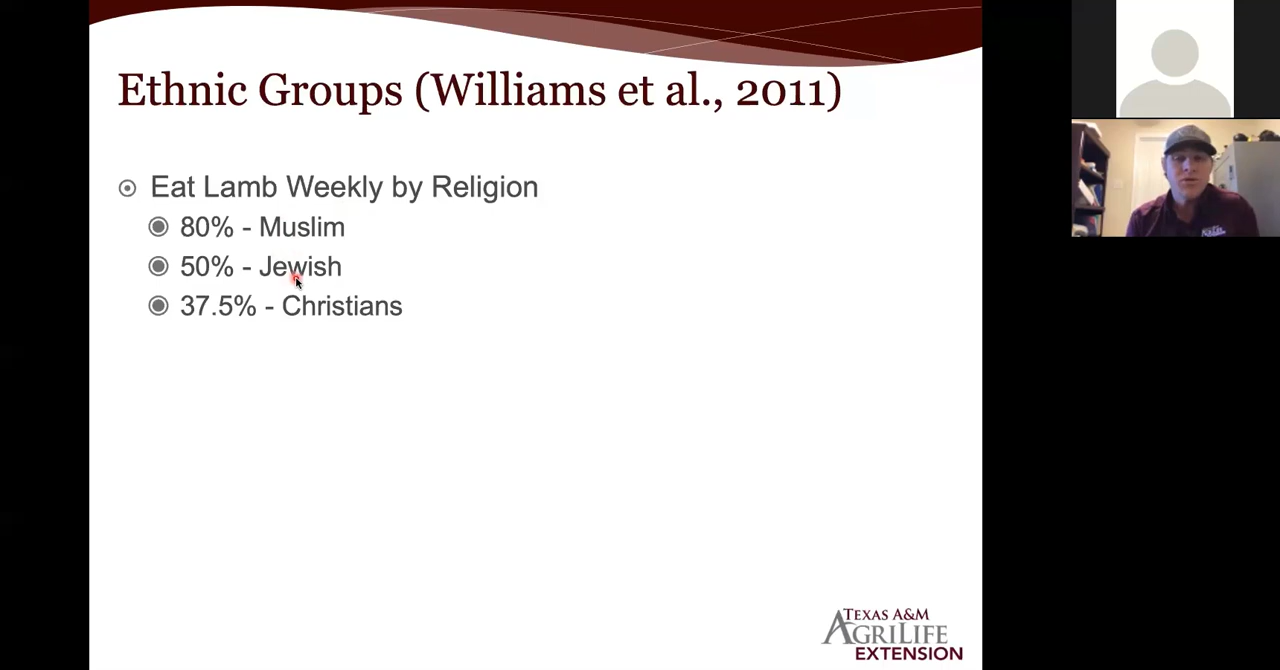 Ethnic Groups (Williams et al., 2011)
Eat Lamb Weekly by Religion
80% - Muslim
50% - Jewish
37.5% - Christians
TEXAS A&M
AGRILIFE
EXTENSION